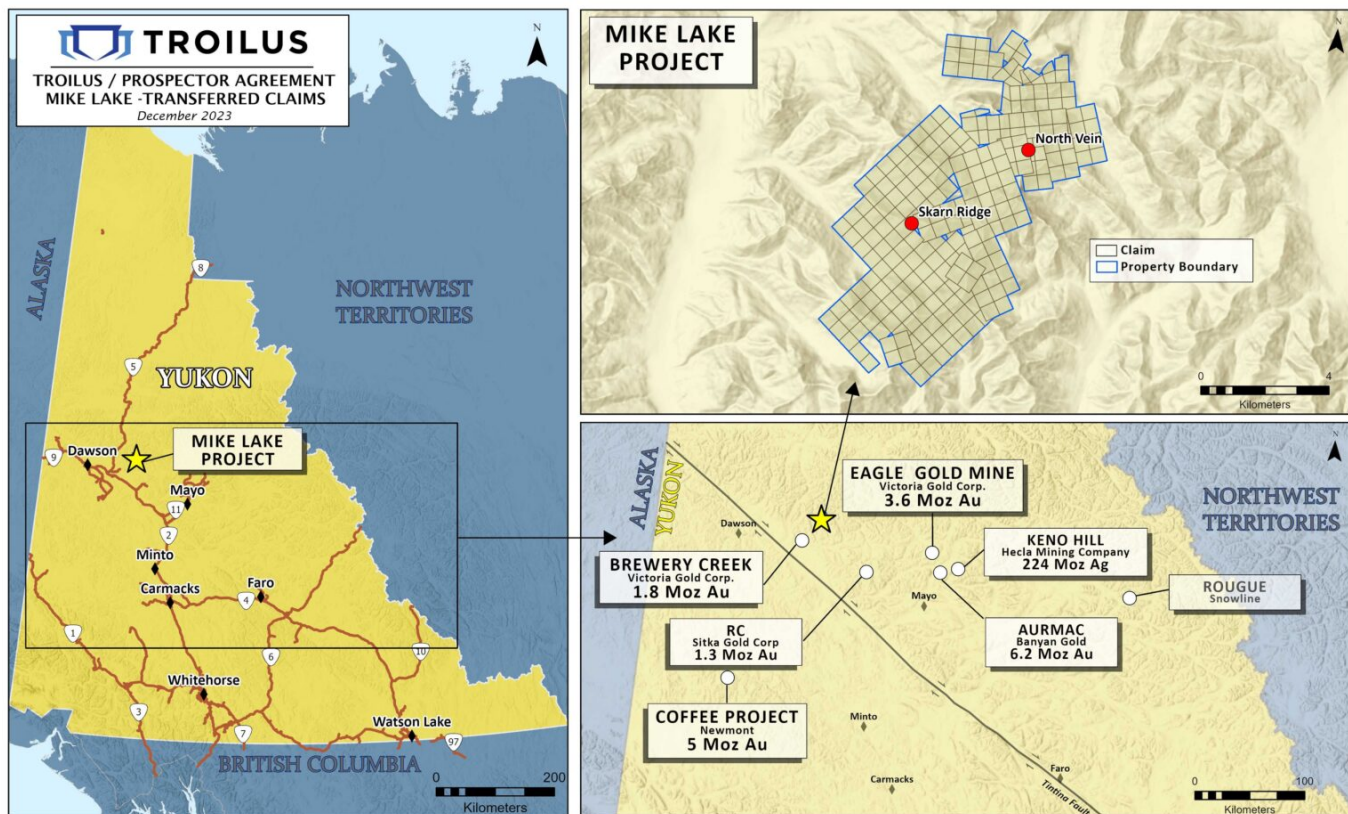 TROILUS
TROILUS / PROSPECTOR AGREEMENT
MIKE LAKE -TRANSFERRED CLAIMS
December 2023
N
ALASKA
NORTHWEST
TERRITORIES
YUKON
8
5
MIKE LAKE
PROJECT
9
Dawson
Mayo
11
2
Minto
Carmacks
Faro
4
1
6
10
Whitehorse
3
7
Watson Lake
97
BRITISH COLUMBIA
0
200
Kilometers
MIKE LAKE
PROJECT
N
North Vein
Skarn Ridge
Claim
Property Boundary
0
4
Kilometers
N
ALASKA
YUKON
NORTHWEST
TERRITORIES
EAGLE GOLD MINE
Victoria Gold Corp.
3.6 Moz Au
Dawson
BREWERY CREEK
Victoria Gold Corp.
1.8 Moz Au
KENO HILL
Hecla Mining Company
224 Moz Ag
Mayo
ROUGUE
Snowline
RC
Sitka Gold Corp
1.3 Moz Au
AURMAC
Banyan Gold
6.2 Moz Au
COFFEE PROJECT
Newmont
5 Moz Au
Minto
Carmacks
Faro
Tintina Fault
0
100
Kilometers